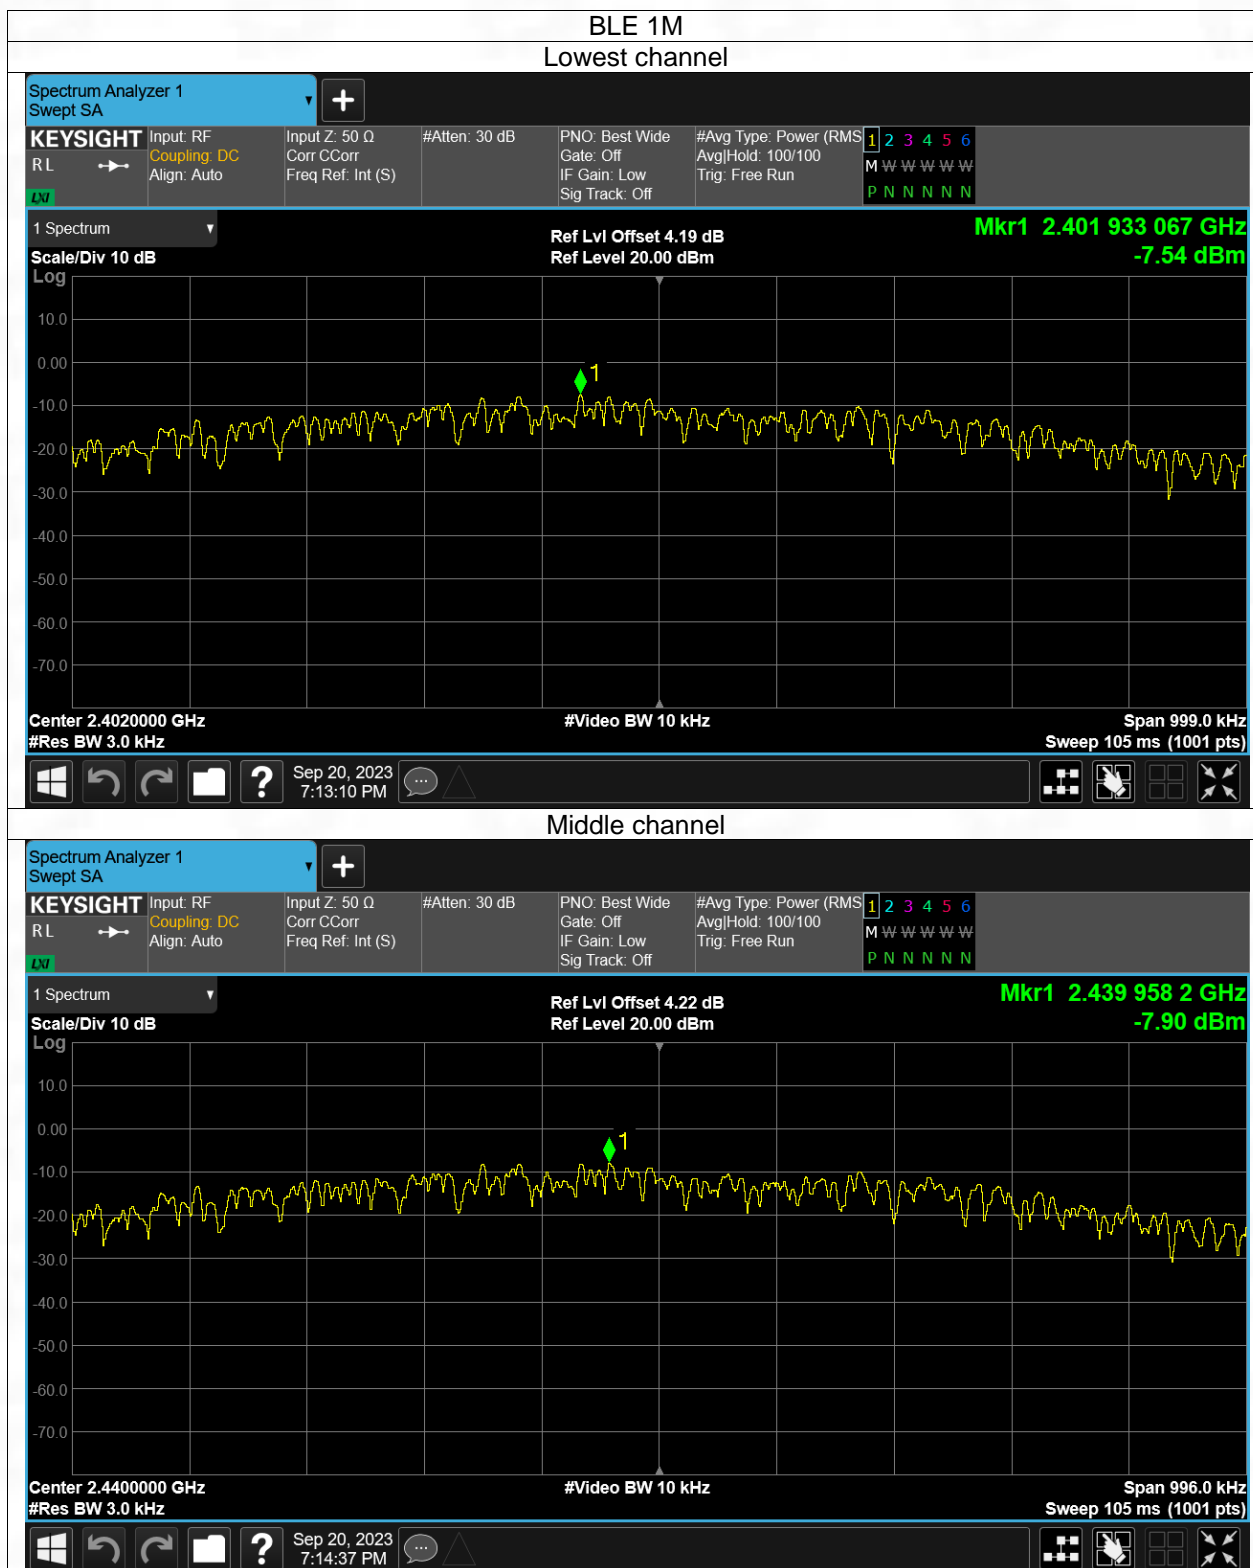 BLE 1M
Lowest channel
Spectrum Analyzer 1
Swept SA
KEYSIGHT
R L
LXI
Input: RF
Coupling: DC
Align: Auto
Input Z: 50 Ω
Corr CCorr
Freq Ref: Int (S)
#Atten: 30 dB
PNO: Best Wide
Gate: Off
IF Gain: Low
Sig Track: Off
#Avg Type: Power (RMS
Avg|Hold: 100/100
Trig: Free Run
1 2 3 4 5 6
M W W W W W
P N N N N N
1 Spectrum
Scale/Div 10 dB
Log
Ref Lvl Offset 4.19 dB
Ref Level 20.00 dBm
Mkr1 2.401 933 067 GHz
-7.54 dBm
10.0
0.00
1
-10.0
-20.0
-30.0
-40.0
-50.0
-60.0
-70.0
Center 2.4020000 GHz
#Res BW 3.0 kHz
#Video BW 10 kHz
Span 999.0 kHz
Sweep 105 ms (1001 pts)
?
Sep 20, 2023
7:13:10 PM
Middle channel
Spectrum Analyzer 1
Swept SA
KEYSIGHT
R L
LXI
Input: RF
Coupling: DC
Align: Auto
Input Z: 50 Ω
Corr CCorr
Freq Ref: Int (S)
#Atten: 30 dB
PNO: Best Wide
Gate: Off
IF Gain: Low
Sig Track: Off
#Avg Type: Power (RMS
Avg|Hold: 100/100
Trig: Free Run
1 2 3 4 5 6
M W W W W W
P N N N N N
1 Spectrum
Scale/Div 10 dB
Log
Ref Lvl Offset 4.22 dB
Ref Level 20.00 dBm
Mkr1 2.439 958 2 GHz
-7.90 dBm
10.0
0.00
1
-10.0
-20.0
-30.0
-40.0
-50.0
-60.0
-70.0
Center 2.4400000 GHz
#Res BW 3.0 kHz
#Video BW 10 kHz
Span 996.0 kHz
Sweep 105 ms (1001 pts)
?
Sep 20, 2023
7:14:37 PM